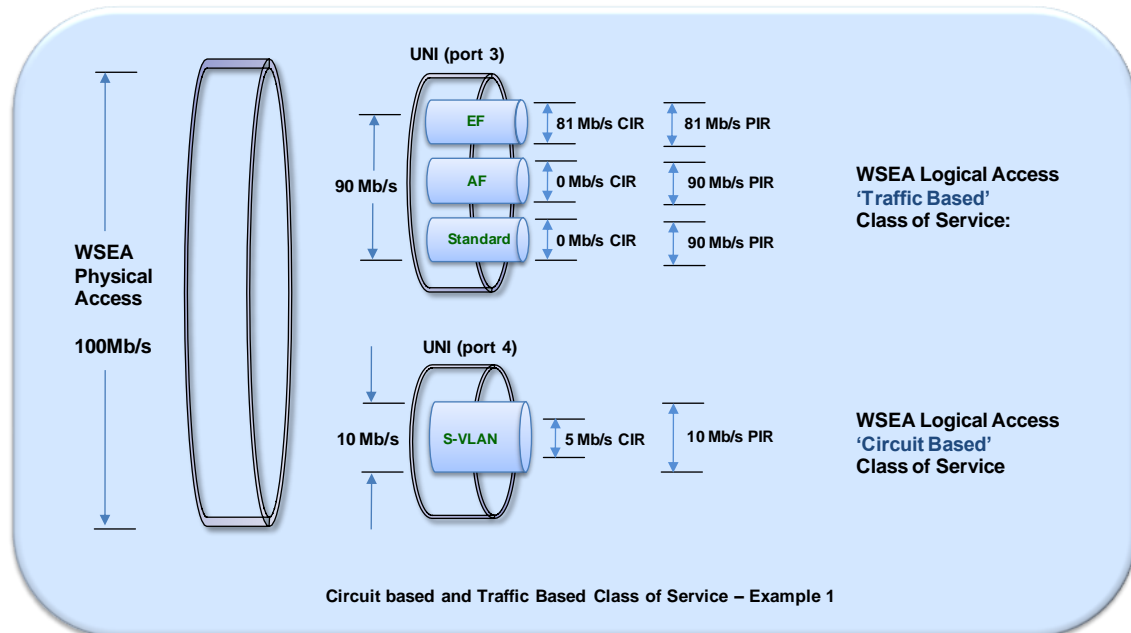 UNI (port 3)
EF
81 Mb/s CIR
81 Mb/s PIR
90 Mb/s
AF
0 Mb/s CIR
90 Mb/s PIR
Standard
0 Mb/s CIR
90 Mb/s PIR
WSEA Logical Access
‘Traffic Based’
Class of Service:
WSEA
Physical
Access
100Mb/s
UNI (port 4)
10 Mb/s
S-VLAN
5 Mb/s CIR
10 Mb/s PIR
WSEA Logical Access
‘Circuit Based’
Class of Service
Circuit based and Traffic Based Class of Service – Example 1